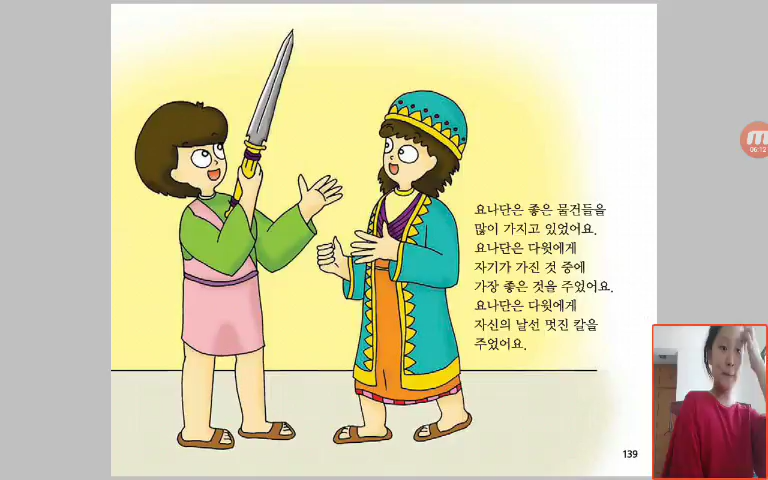 요나단은 좋은 물건들을
많이 가지고 있었어요.
요나단은 다윗에게
자기가 가진 것 중에
가장 좋은 것을 주었어요.
요나단은 다윗에게
자신의 날선 멋진 칼을
주었어요.
139
06:12